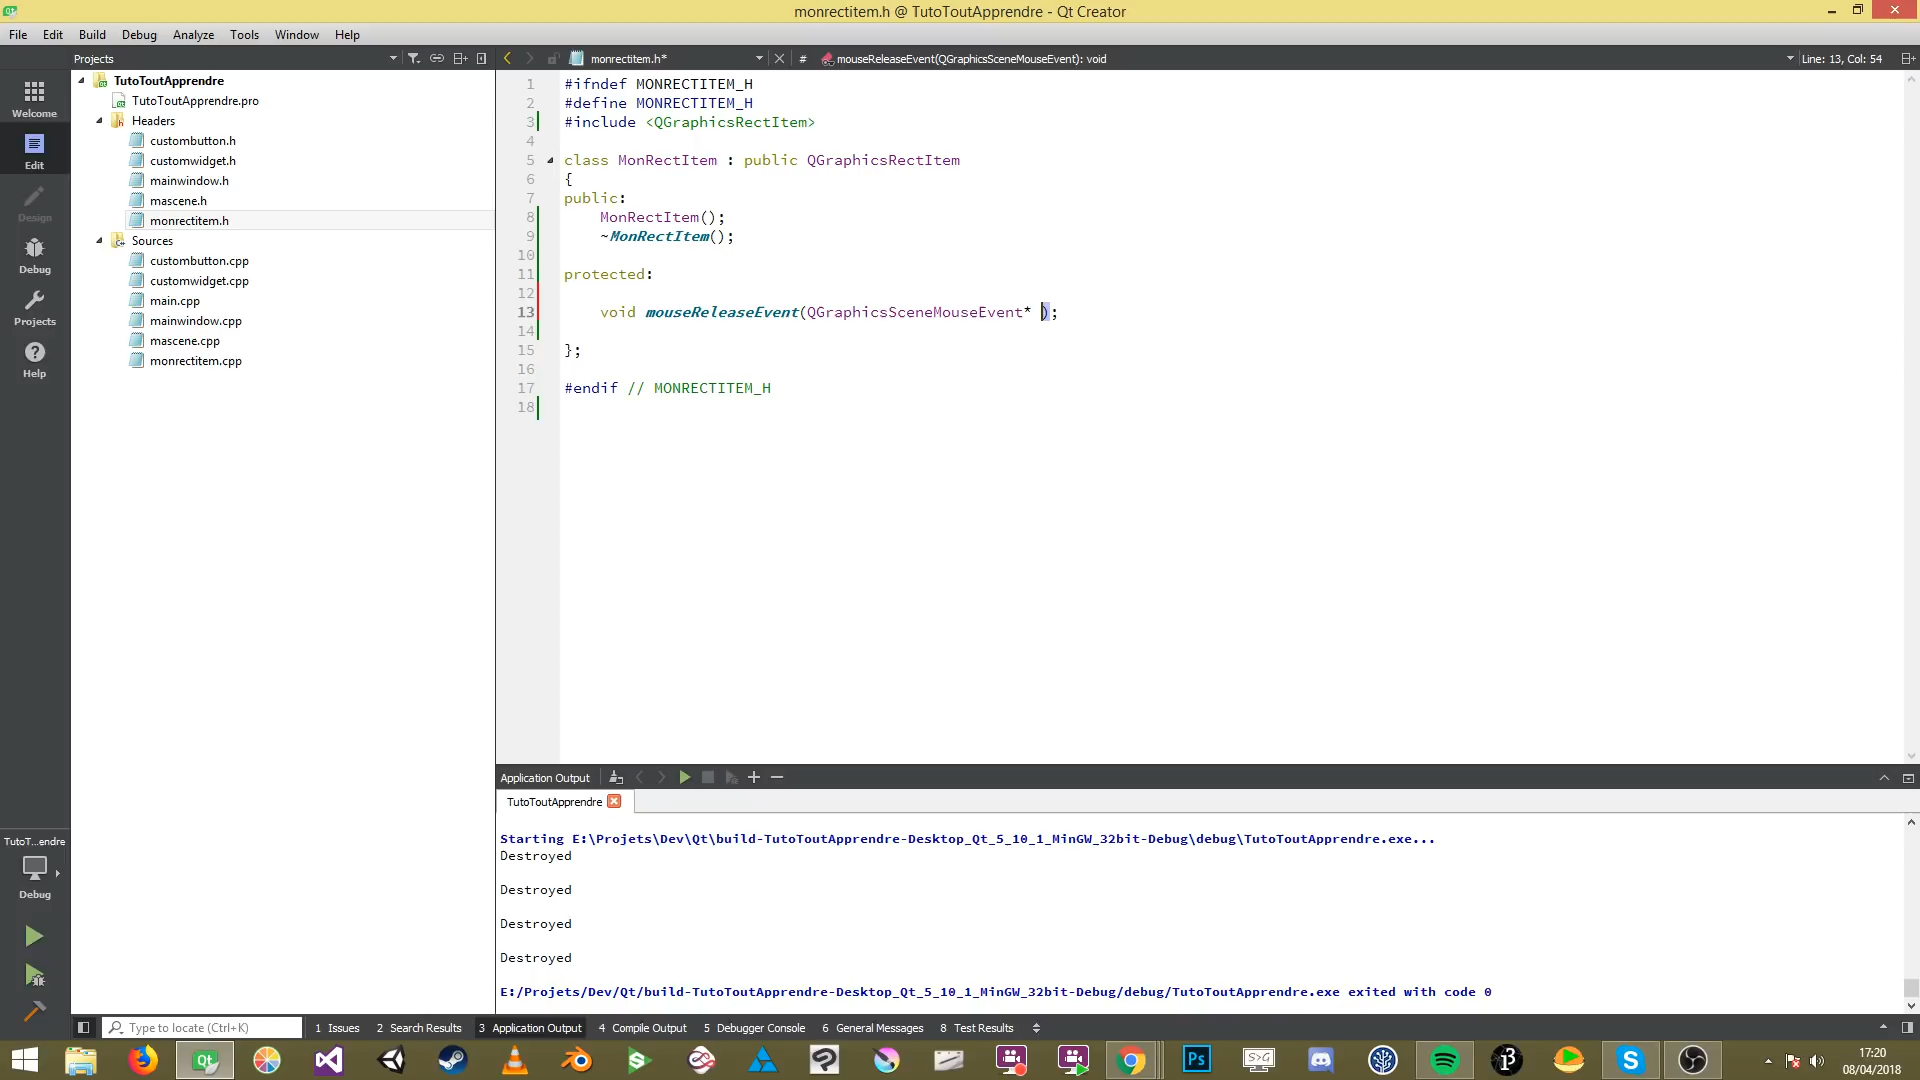 monrectitem.h @ TutoToutApprendre - Qt Creator
File Edit Build Debug Analyze Tools Window Help
Projects
monrectitem.h*
# mouseReleaseEvent(QGraphicsSceneMouseEvent): void
Line: 13, Col: 54
Welcome
Edit
Design
Debug
Projects
Help
TutoToutApprendre
TutoToutApprendre.pro
Headers
custombutton.h
customwidget.h
mainwindow.h
mascene.h
monrectitem.h
Sources
custombutton.cpp
customwidget.cpp
main.cpp
mainwindow.cpp
mascene.cpp
monrectitem.cpp
1 #ifndef MONRECTITEM_H
2 #define MONRECTITEM_H
3 #include <QGraphicsRectItem>
4
5 class MonRectItem : public QGraphicsRectItem
6 {
7 public:
8 MonRectItem();
9 ~MonRectItem();
10
11 protected:
12
13 void mouseReleaseEvent(QGraphicsSceneMouseEvent* );
14
15 };
16
17 #endif // MONRECTITEM_H
18
Application Output
TutoToutApprendre
Starting E:\Projets\Dev\Qt\build-TutoToutApprendre-Desktop_Qt_5_10_1_MinGW_32bit-Debug\debug\TutoToutApprendre.exe...
Destroyed
Destroyed
Destroyed
Destroyed
E:/Projets/Dev/Qt/build-TutoToutApprendre-Desktop_Qt_5_10_1_MinGW_32bit-Debug/debug/TutoToutApprendre.exe exited with code 0
TutoT...endre
Debug
Type to locate (Ctrl+K)
1 Issues 2 Search Results 3 Application Output 4 Compile Output 5 Debugger Console 6 General Messages 8 Test Results
Qt
Ps
S>G
17:20
08/04/2018